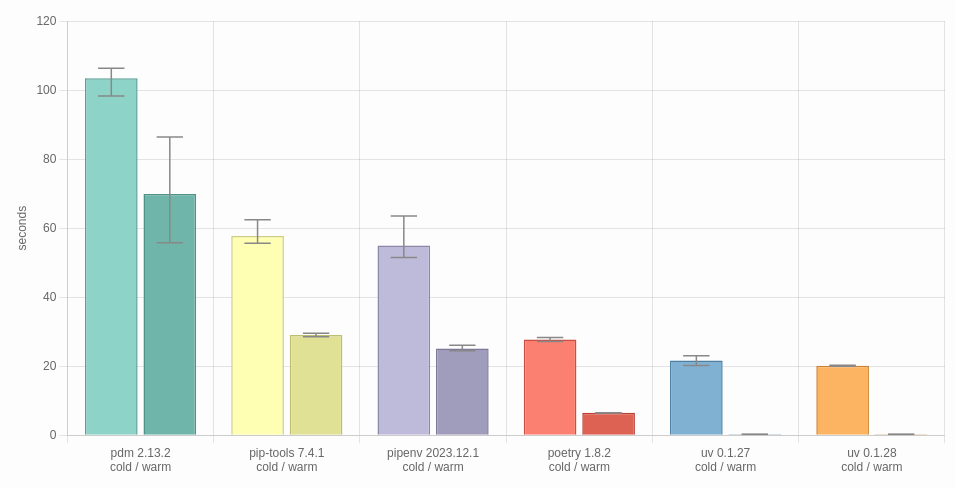 120
100
80
60
40
20
0
seconds
pdm 2.13.2
cold / warm
pip-tools 7.4.1
cold / warm
pipenv 2023.12.1
cold / warm
poetry 1.8.2
cold / warm
uv 0.1.27
cold / warm
uv 0.1.28
cold / warm